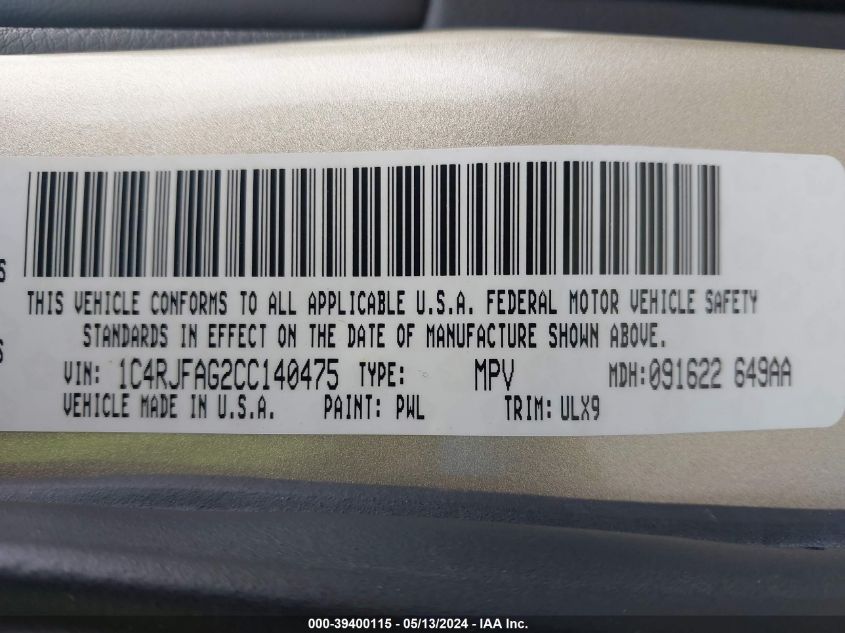 THIS VEHICLE CONFORMS TO ALL APPLICABLE U.S.A. FEDERAL MOTOR VEHICLE SAFETY
STANDARDS IN EFFECT ON THE DATE OF MANUFACTURE SHOWN ABOVE.
VIN: 1C4RJFAG2CC140475 TYPE: MPV MDH:091622 649AA
VEHICLE MADE IN U.S.A. PAINT: PWL TRIM: ULX9
000-39400115 - 05/13/2024 - IAA Inc.